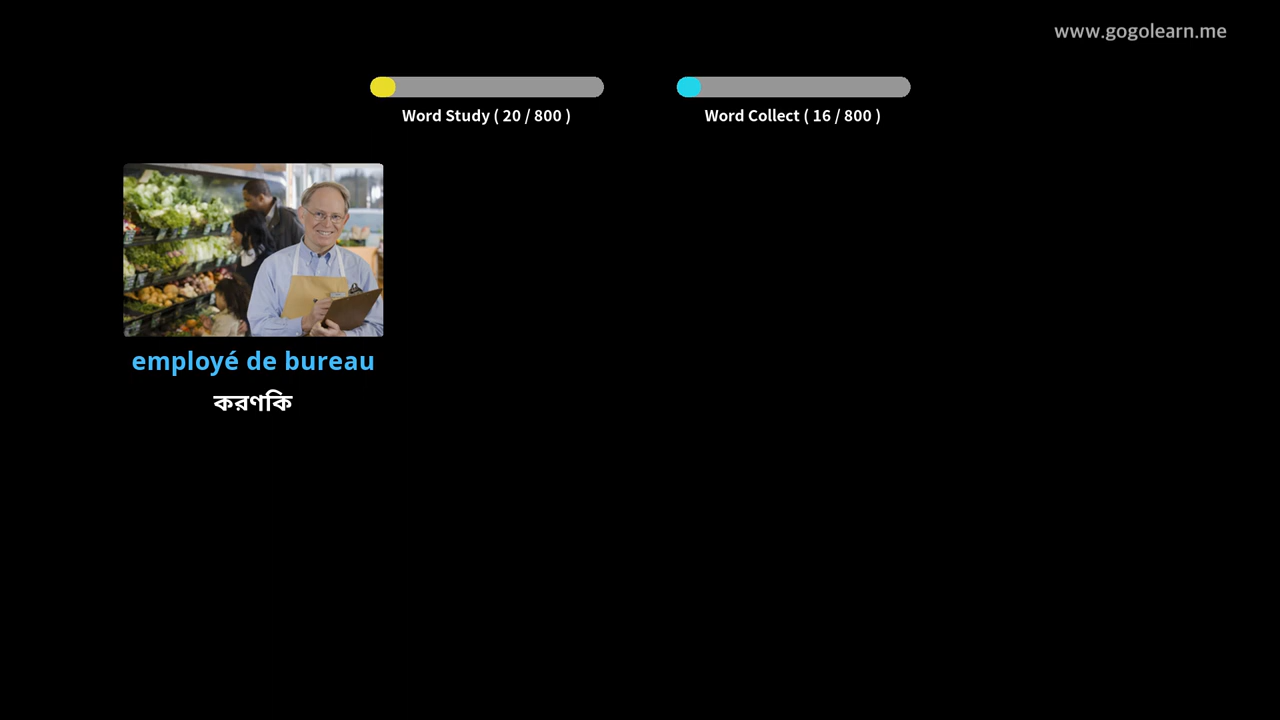 www.gogolearn.me
Word Study ( 20 / 800 )
Word Collect ( 16 / 800 )
employé de bureau
করণকি